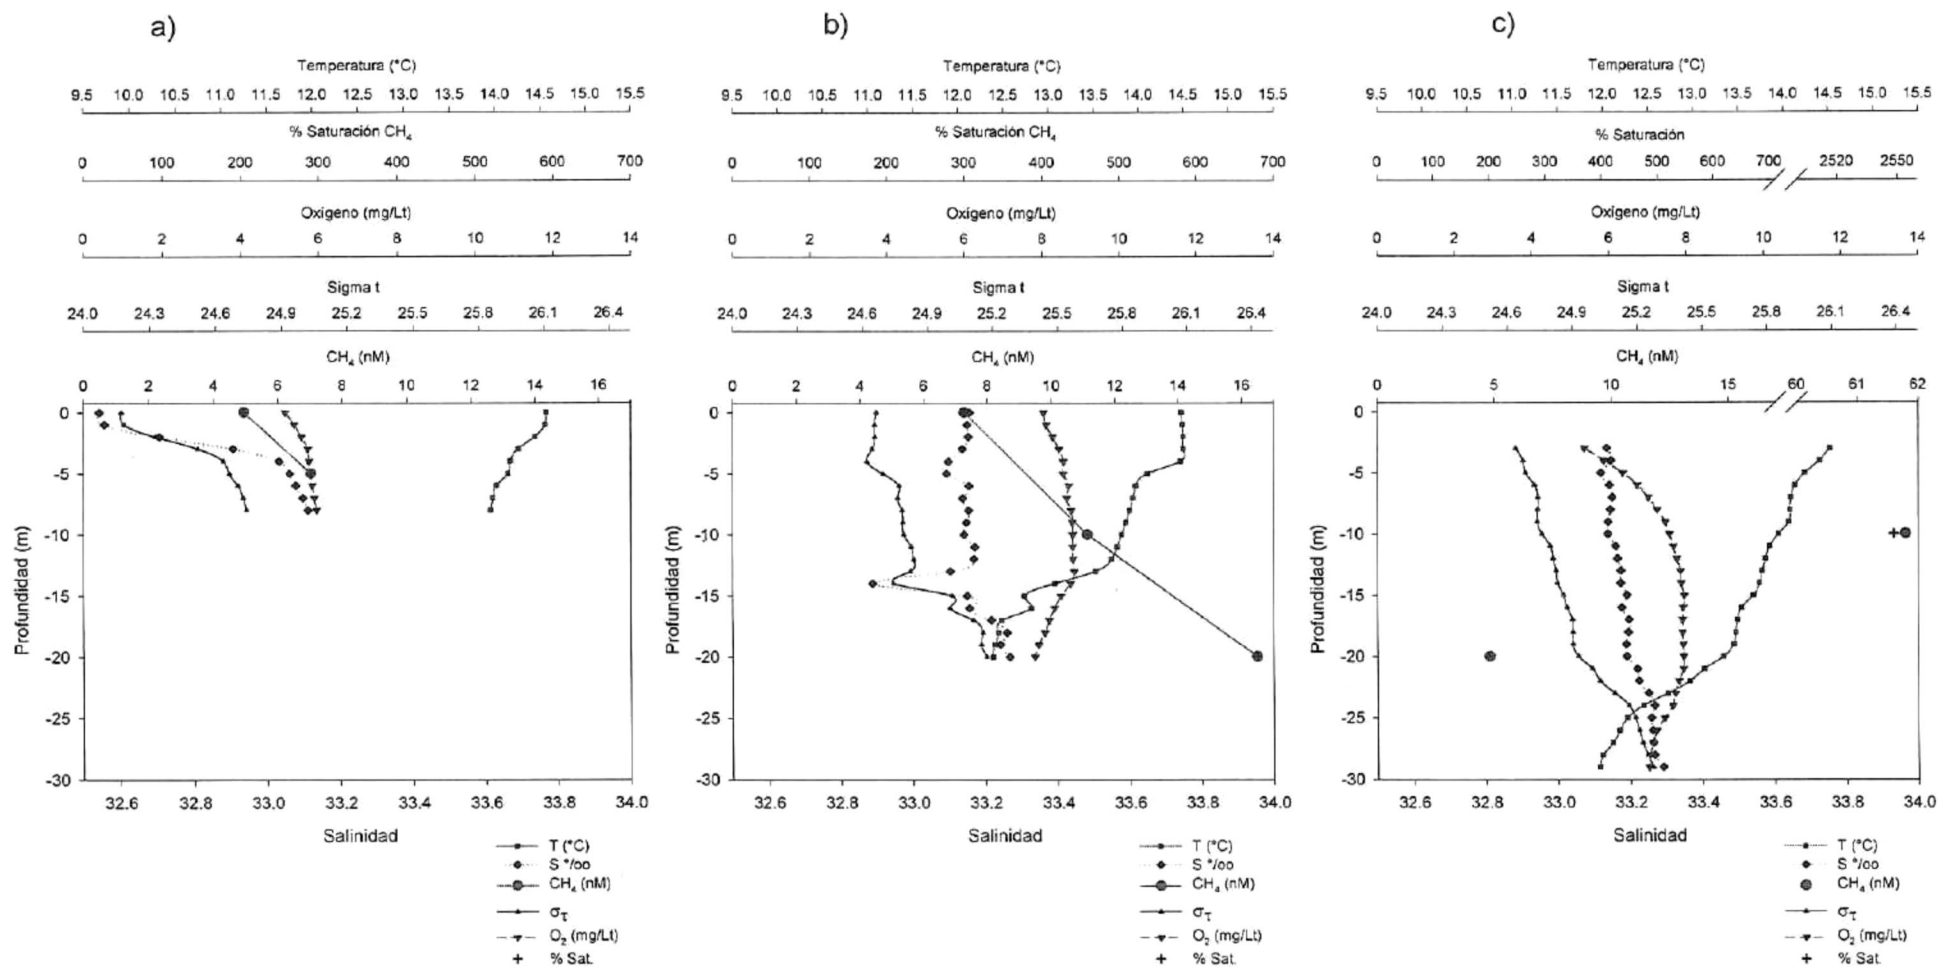 a)
Temperatura (°C)
9.5 10.0 10.5 11.0 11.5 12.0 12.5 13.0 13.5 14.0 14.5 15.0 15.5
% Saturación CH₄
0 100 200 300 400 500 600 700
Oxígeno (mg/Lt)
0 2 4 6 8 10 12 14
Sigma t
24.0 24.3 24.6 24.9 25.2 25.5 25.8 26.1 26.4
CH₄ (nM)
0 2 4 6 8 10 12 14 16
Profundidad (m)
0
-5
-10
-15
-20
-25
-30
32.6 32.8 33.0 33.2 33.4 33.6 33.8 34.0
Salinidad
T (°C)
S °/oo
CH₄ (nM)
στ
O₂ (mg/Lt)
% Sat.
b)
Temperatura (°C)
9.5 10.0 10.5 11.0 11.5 12.0 12.5 13.0 13.5 14.0 14.5 15.0 15.5
% Saturación CH₄
0 100 200 300 400 500 600 700
Oxígeno (mg/Lt)
0 2 4 6 8 10 12 14
Sigma t
24.0 24.3 24.6 24.9 25.2 25.5 25.8 26.1 26.4
CH₄ (nM)
0 2 4 6 8 10 12 14 16
Profundidad (m)
0
-5
-10
-15
-20
-25
-30
32.6 32.8 33.0 33.2 33.4 33.6 33.8 34.0
Salinidad
T (°C)
S °/oo
CH₄ (nM)
στ
O₂ (mg/Lt)
% Sat.
c)
Temperatura (°C)
9.5 10.0 10.5 11.0 11.5 12.0 12.5 13.0 13.5 14.0 14.5 15.0 15.5
% Saturación
0 100 200 300 400 500 600 700 2520 2550
Oxígeno (mg/Lt)
0 2 4 6 8 10 12 14
Sigma t
24.0 24.3 24.6 24.9 25.2 25.5 25.8 26.1 26.4
CH₄ (nM)
0 5 10 15 60 61 62
Profundidad (m)
0
-5
-10
-15
-20
-25
-30
32.6 32.8 33.0 33.2 33.4 33.6 33.8 34.0
Salinidad
T (°C)
S °/oo
CH₄ (nM)
στ
O₂ (mg/Lt)
% Sat.